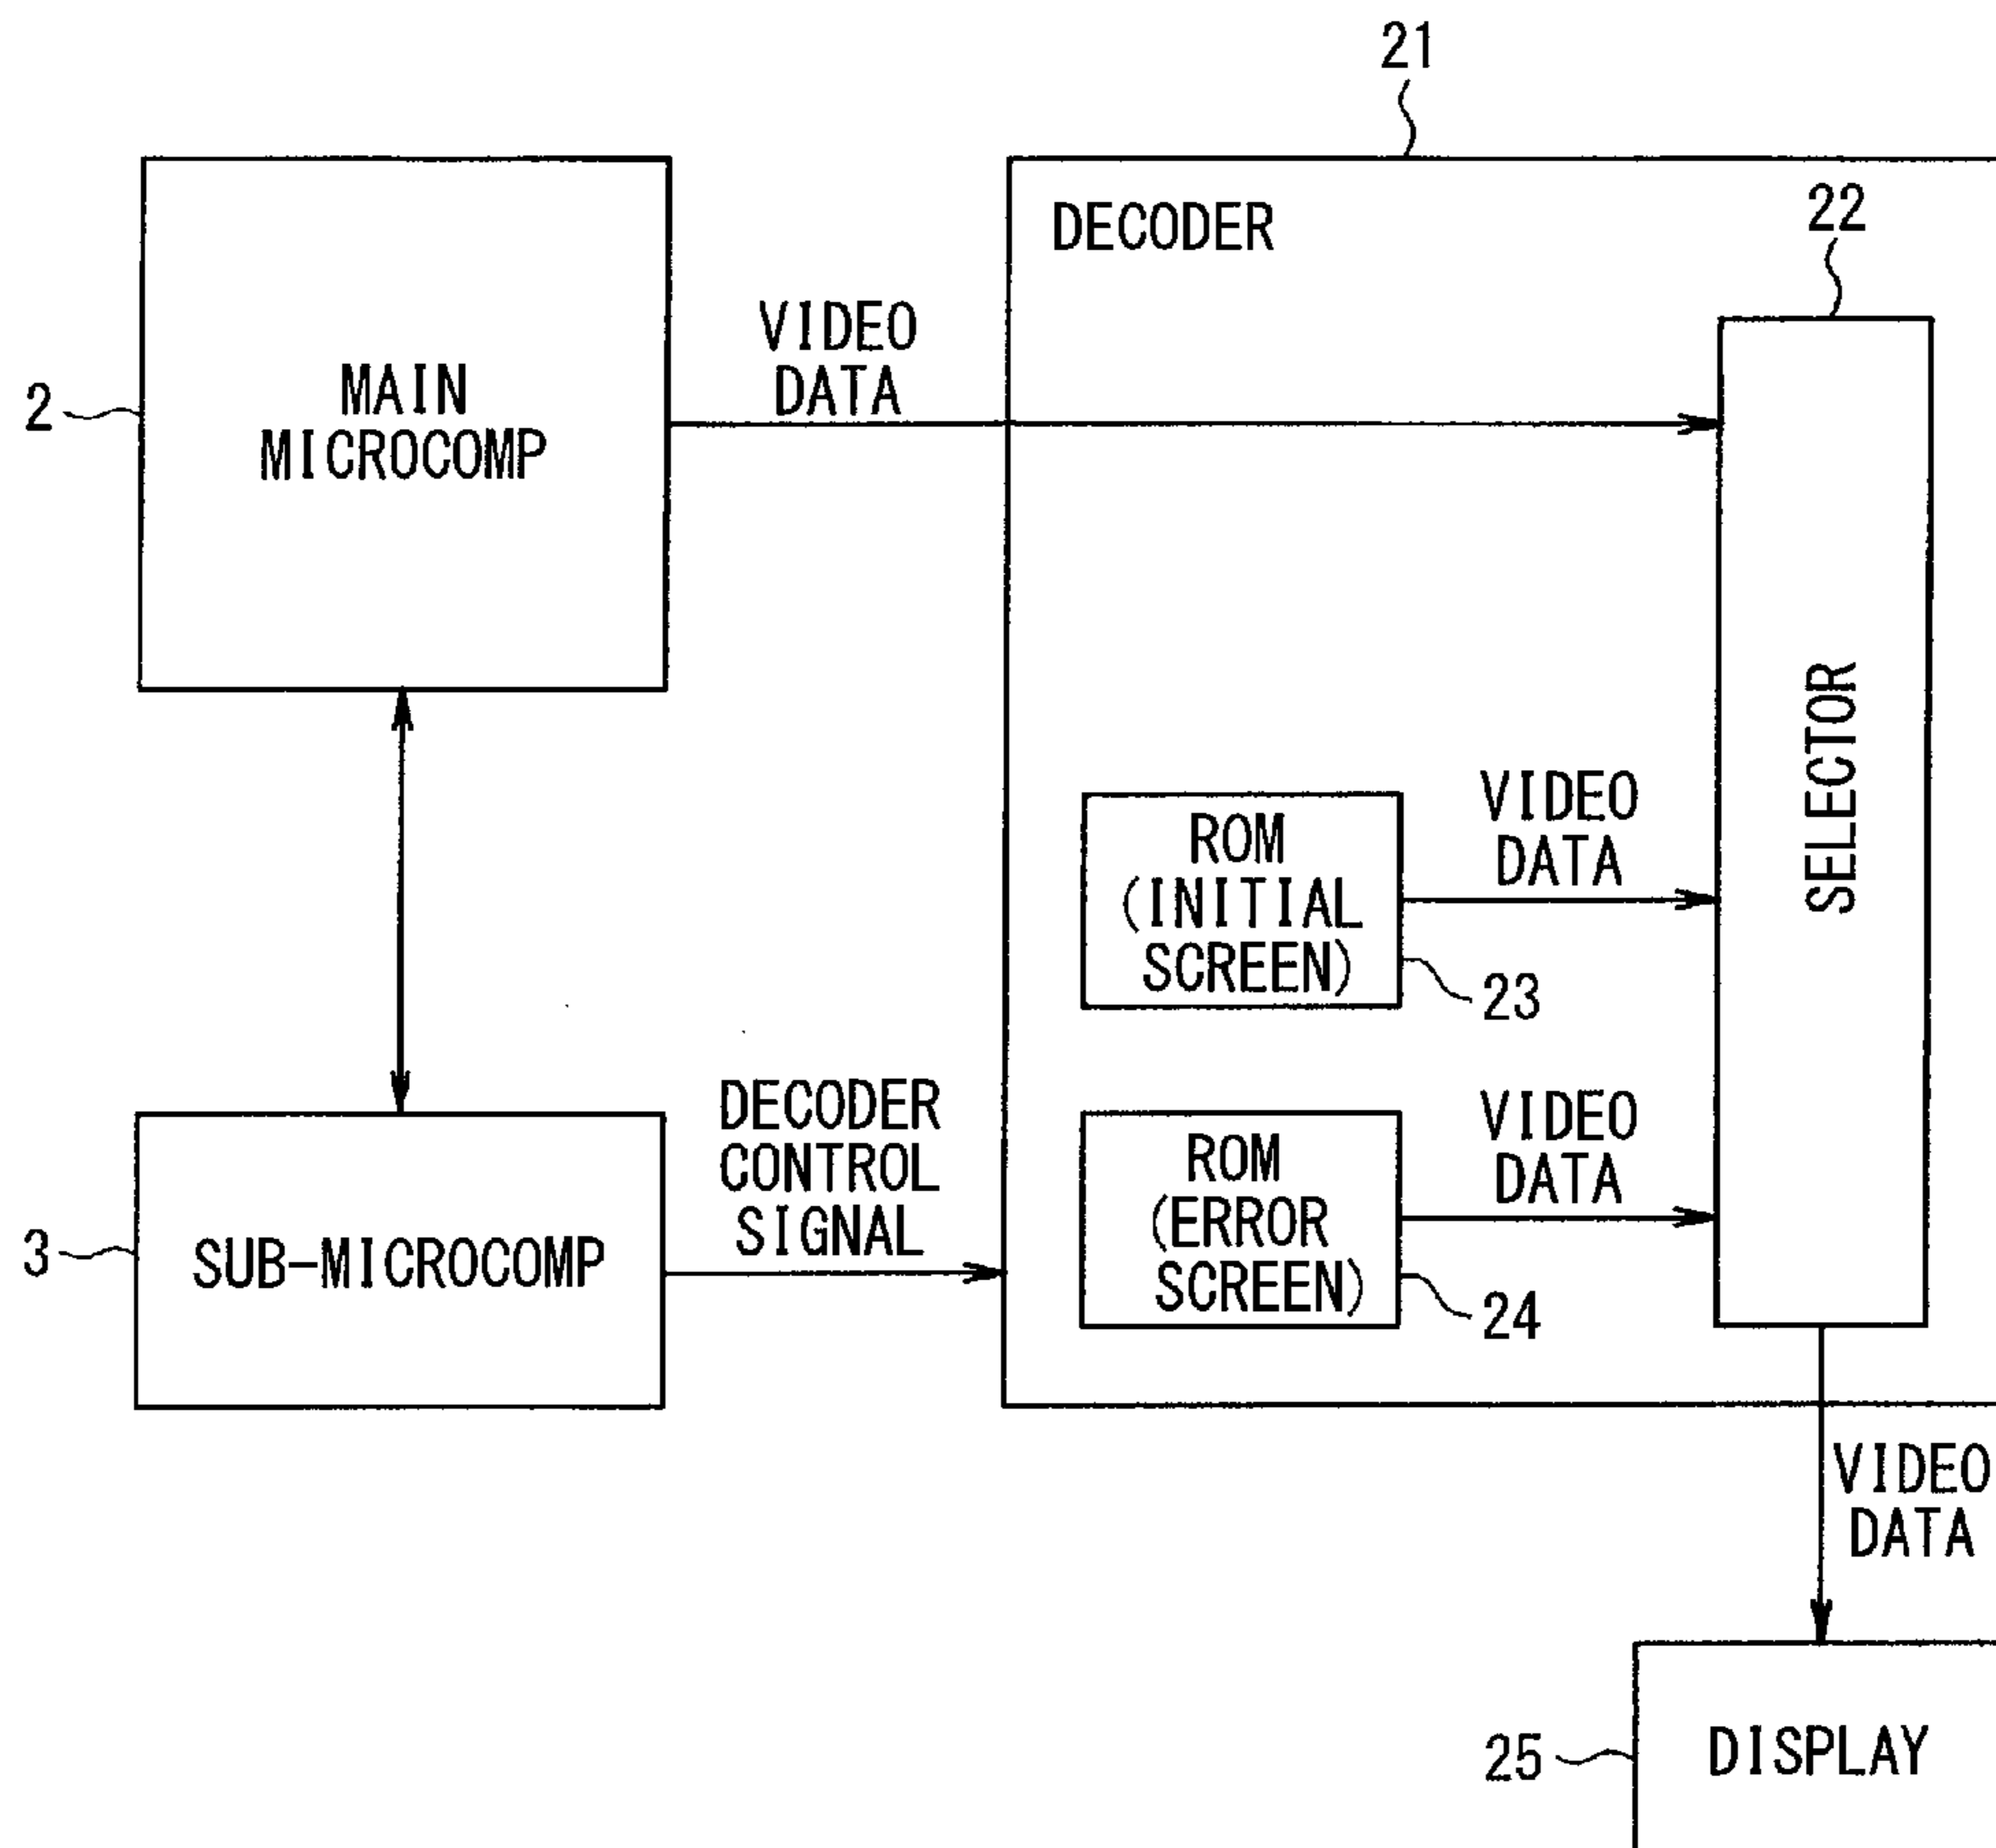 21
DECODER
22
VIDEO
DATA
MAIN
MICROCOMP
2
SELECTOR
VIDEO
DATA
ROM
(INITIAL
SCREEN)
23
DECODER
CONTROL
SIGNAL
VIDEO
DATA
ROM
(ERROR
SCREEN)
24
3
SUB-MICROCOMP
VIDEO
DATA
25
DISPLAY